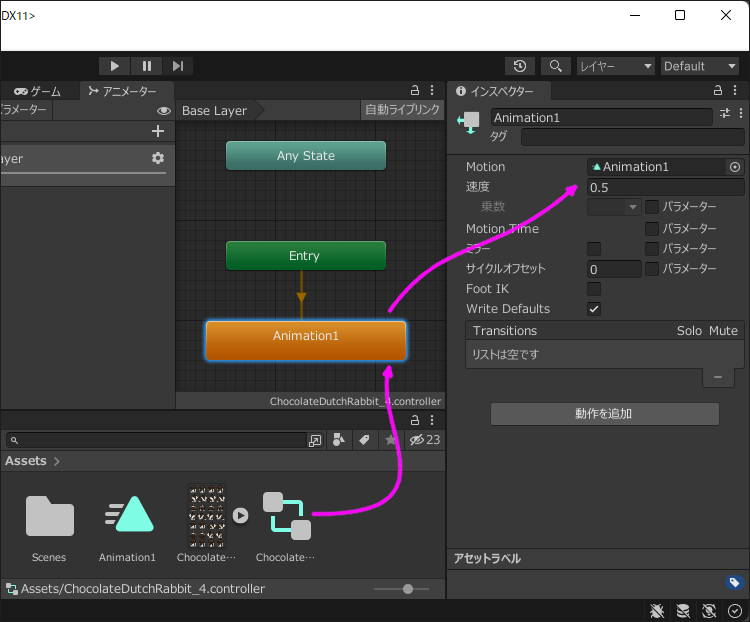 DX11>
レイヤー
Default
ゲーム
アニメーター
インスペクター
ラメーター
Base Layer
自動ライブリンク
ayer
Any State
Entry
Animation1
ChocolateDutchRabbit_4.controller
Animation1
タグ
Motion
Animation1
速度
0.5
乗数
パラメーター
Motion Time
パラメーター
ミラー
パラメーター
サイクルオフセット
0
パラメーター
Foot IK
Write Defaults
Transitions
Solo
Mute
リストは空です
動作を追加
23
Assets
Scenes
Animation1
Chocolate…
Chocolate…
Assets/ChocolateDutchRabbit_4.controller
アセットラベル